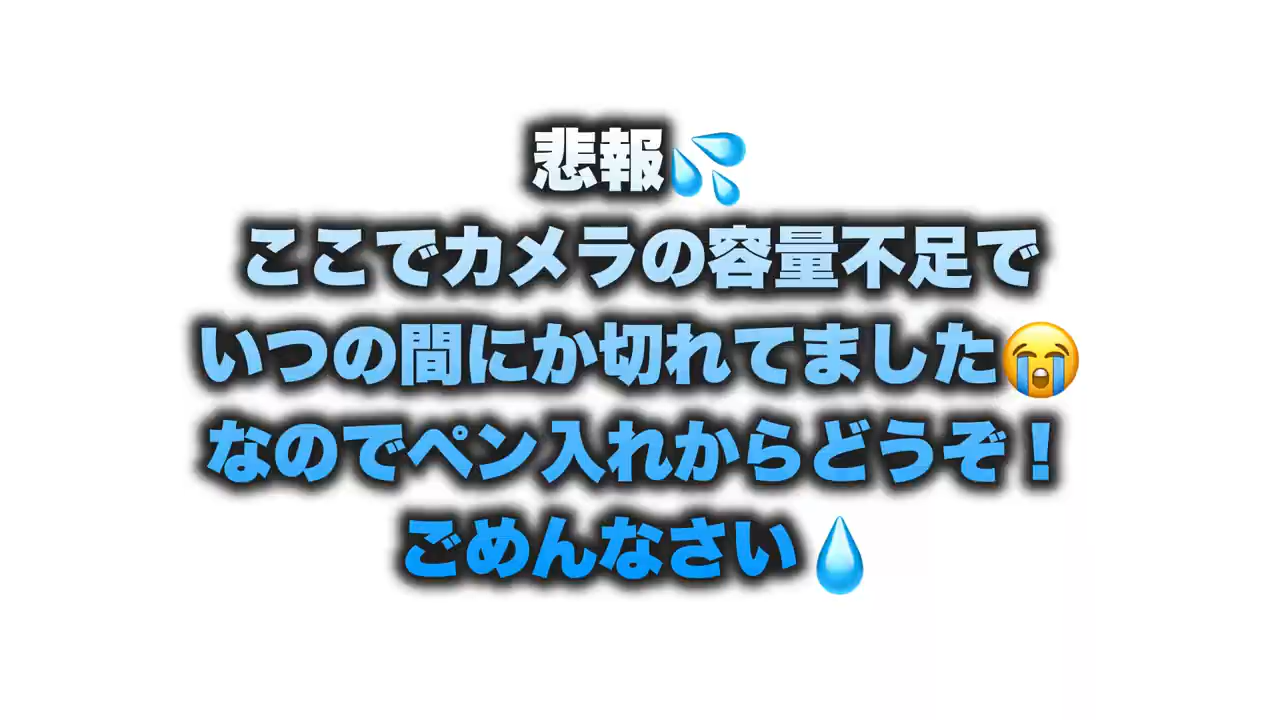 悲報💦
ここでカメラの容量不足で
いつの間にか切れてました😭
なのでペン入れからどうぞ！
ごめんなさい💧